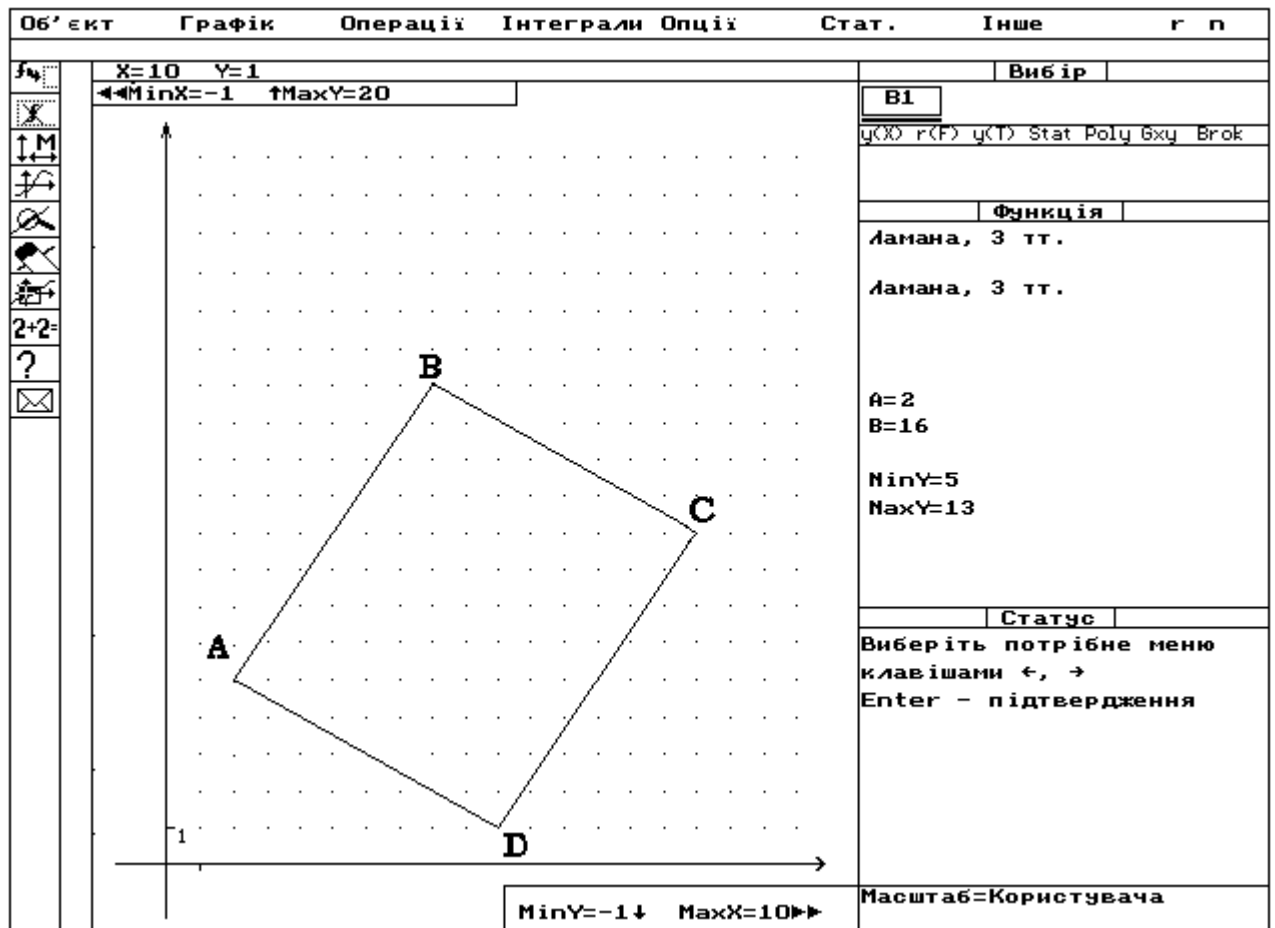 Об'єкт Графік Операції Інтеграли Опції Стат. Інше r n
X=10 Y=1
◄◄MinX=-1 ↑MaxY=20
Вибір
B1
y(X) r(F) y(T) Stat Poly Gxy Brok
Функція
Ламана, 3 тт.
Ламана, 3 тт.
2+2=
?
B
A=2
B=16
MinY=5
MaxY=13
C
Статус
A
Виберіть потрібне меню
клавішами ←, →
Enter - підтвердження
1
D
MinY=-1↓ MaxX=10►►
Масштаб=Користувача